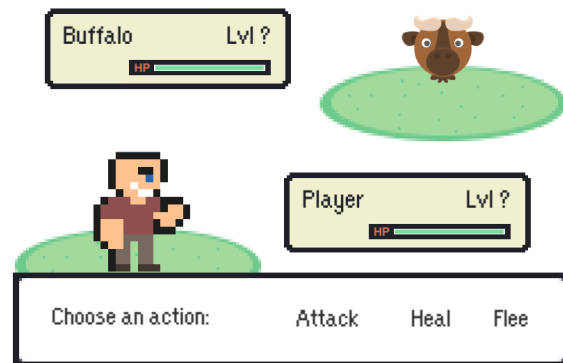 Buffalo Lvl ?
HP
Player Lvl ?
HP
Choose an action: Attack Heal Flee